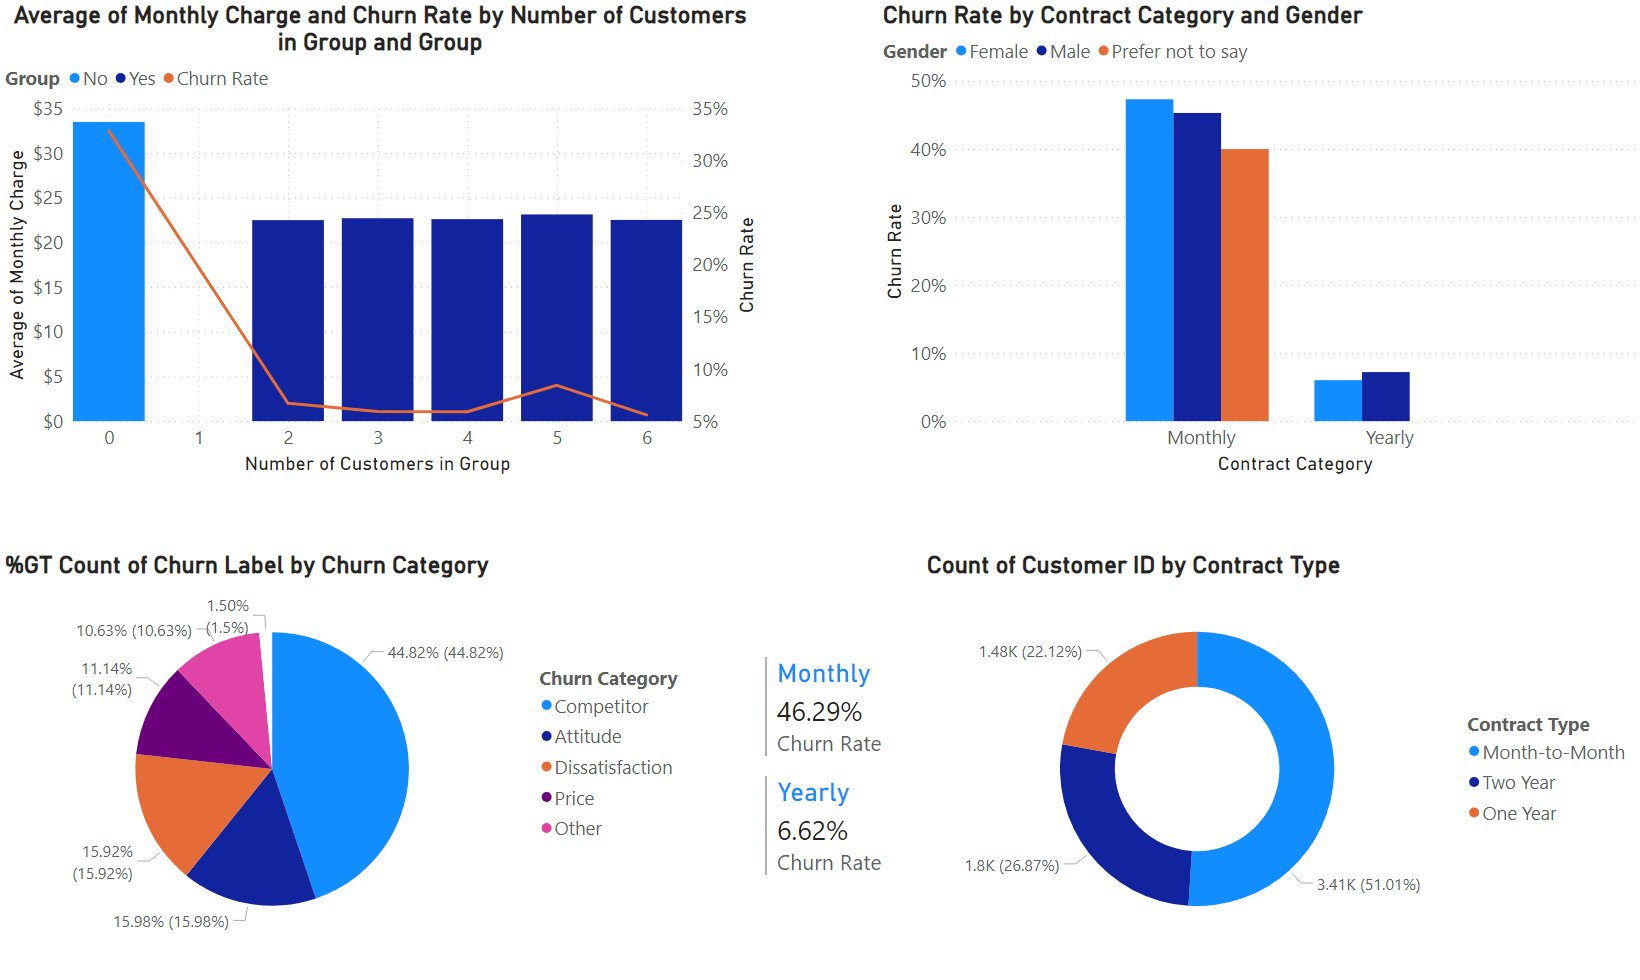 Average of Monthly Charge and Churn Rate by Number of Customers
in Group and Group
Group No Yes Churn Rate
$35
$30
$25
$20
$15
$10
$5
$0
Average of Monthly Charge
35%
30%
25%
20%
15%
10%
5%
Churn Rate
0 1 2 3 4 5 6
Number of Customers in Group
Churn Rate by Contract Category and Gender
Gender Female Male Prefer not to say
50%
40%
30%
20%
10%
0%
Churn Rate
Monthly Yearly
Contract Category
%GT Count of Churn Label by Churn Category
1.50%
(1.5%)
10.63% (10.63%)
11.14%
(11.14%)
15.92%
(15.92%)
15.98% (15.98%)
44.82% (44.82%)
Churn Category
Competitor
Attitude
Dissatisfaction
Price
Other
Monthly
46.29%
Churn Rate
Yearly
6.62%
Churn Rate
Count of Customer ID by Contract Type
1.48K (22.12%)
1.8K (26.87%)
3.41K (51.01%)
Contract Type
Month-to-Month
Two Year
One Year